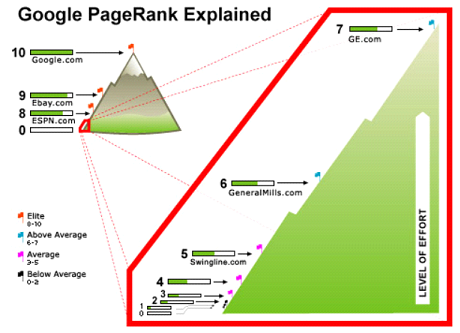 Google PageRank Explained
10
Google.com
9
Ebay.com
8
ESPN.com
0
Elite
8-10
Above Average
6-7
Average
3-5
Below Average
0-2
7
GE.com
6
GeneralMills.com
5
Swingline.com
4
3
2
1
0
LEVEL OF EFFORT